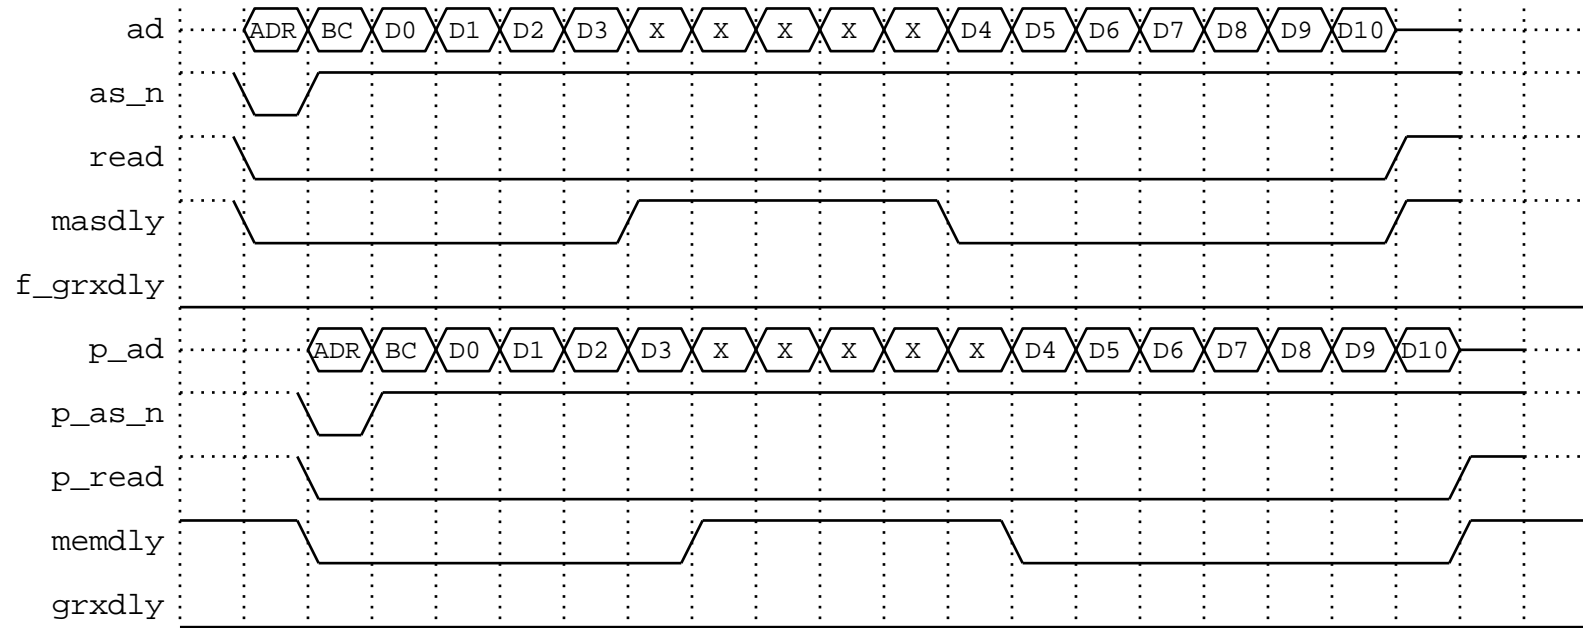 ad ADR BC D0 D1 D2 D3 X X X X X D4 D5 D6 D7 D8 D9 D10
as_n
read
masdly
f_grxdly
p_ad ADR BC D0 D1 D2 D3 X X X X X D4 D5 D6 D7 D8 D9 D10
p_as_n
p_read
memdly
grxdly